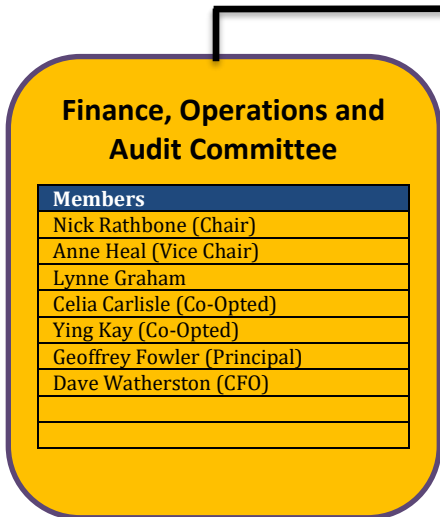 Finance, Operations and
Audit Committee
Members
Nick Rathbone (Chair)
Anne Heal (Vice Chair)
Lynne Graham
Celia Carlisle (Co-Opted)
Ying Kay (Co-Opted)
Geoffrey Fowler (Principal)
Dave Watherston (CFO)